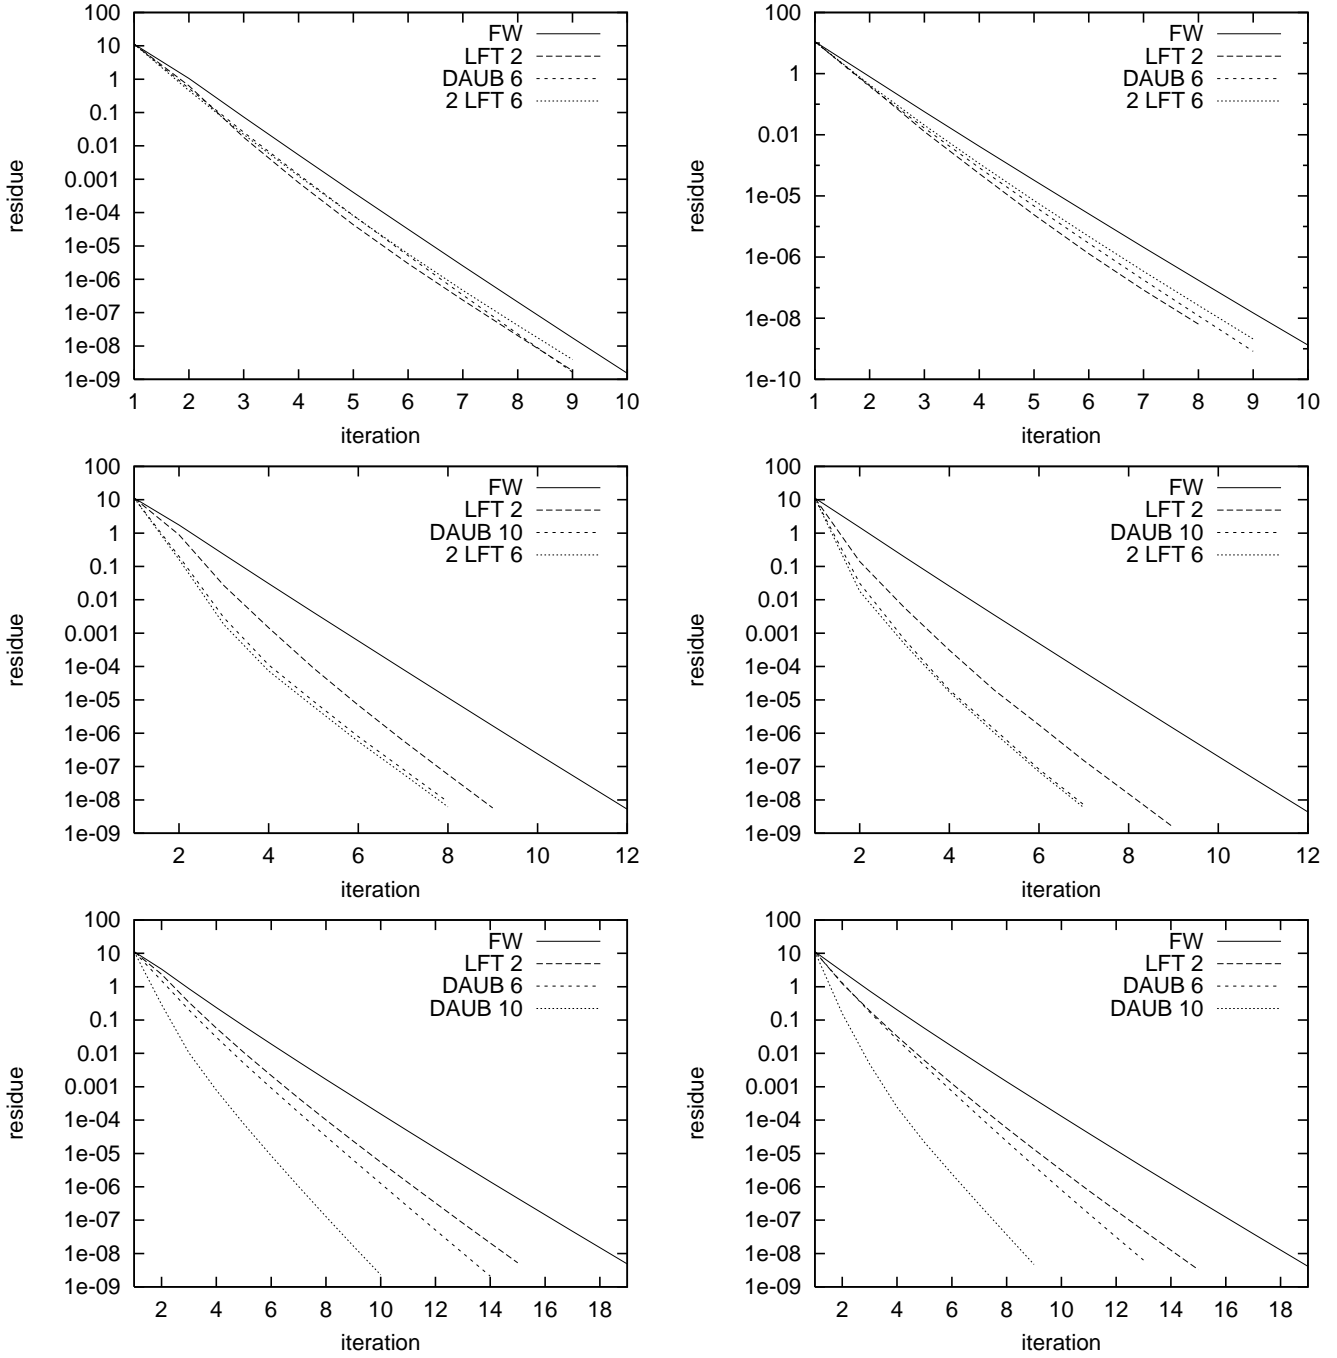 100
10
1
0.1
0.01
0.001
1e-04
1e-05
1e-06
1e-07
1e-08
1e-09
residue
FW
LFT 2
DAUB 6
2 LFT 6
1 2 3 4 5 6 7 8 9 10
iteration
100
1
0.01
1e-05
1e-06
1e-08
1e-10
residue
FW
LFT 2
DAUB 6
2 LFT 6
1 2 3 4 5 6 7 8 9 10
iteration
100
10
1
0.1
0.01
0.001
1e-04
1e-05
1e-06
1e-07
1e-08
1e-09
residue
FW
LFT 2
DAUB 10
2 LFT 6
2 4 6 8 10 12
iteration
100
10
1
0.1
0.01
0.001
1e-04
1e-05
1e-06
1e-07
1e-08
1e-09
residue
FW
LFT 2
DAUB 10
2 LFT 6
2 4 6 8 10 12
iteration
100
10
1
0.1
0.01
0.001
1e-04
1e-05
1e-06
1e-07
1e-08
1e-09
residue
FW
LFT 2
DAUB 6
DAUB 10
2 4 6 8 10 12 14 16 18
iteration
100
10
1
0.1
0.01
0.001
1e-04
1e-05
1e-06
1e-07
1e-08
1e-09
residue
FW
LFT 2
DAUB 6
DAUB 10
2 4 6 8 10 12 14 16 18
iteration